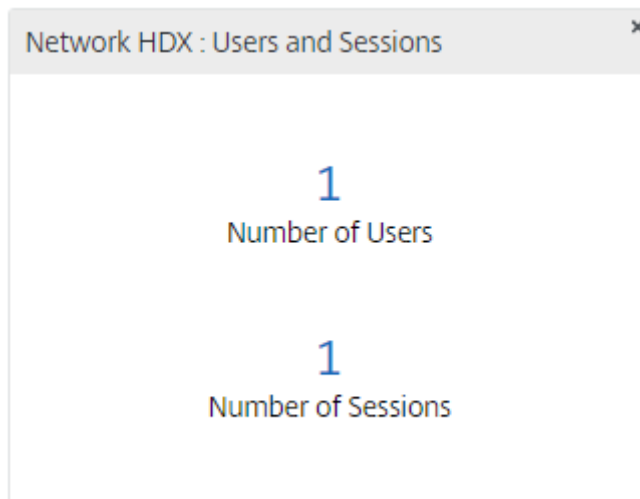 Network HDX : Users and Sessions
1
Number of Users
1
Number of Sessions